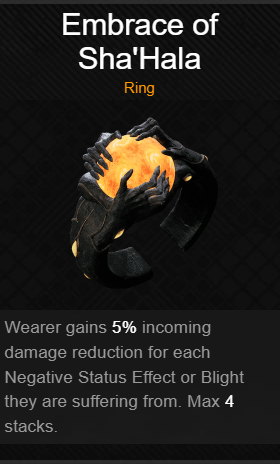 Embrace of
Sha'Hala
Ring
Wearer gains 5% incoming
damage reduction for each
Negative Status Effect or Blight
they are suffering from. Max 4
stacks.